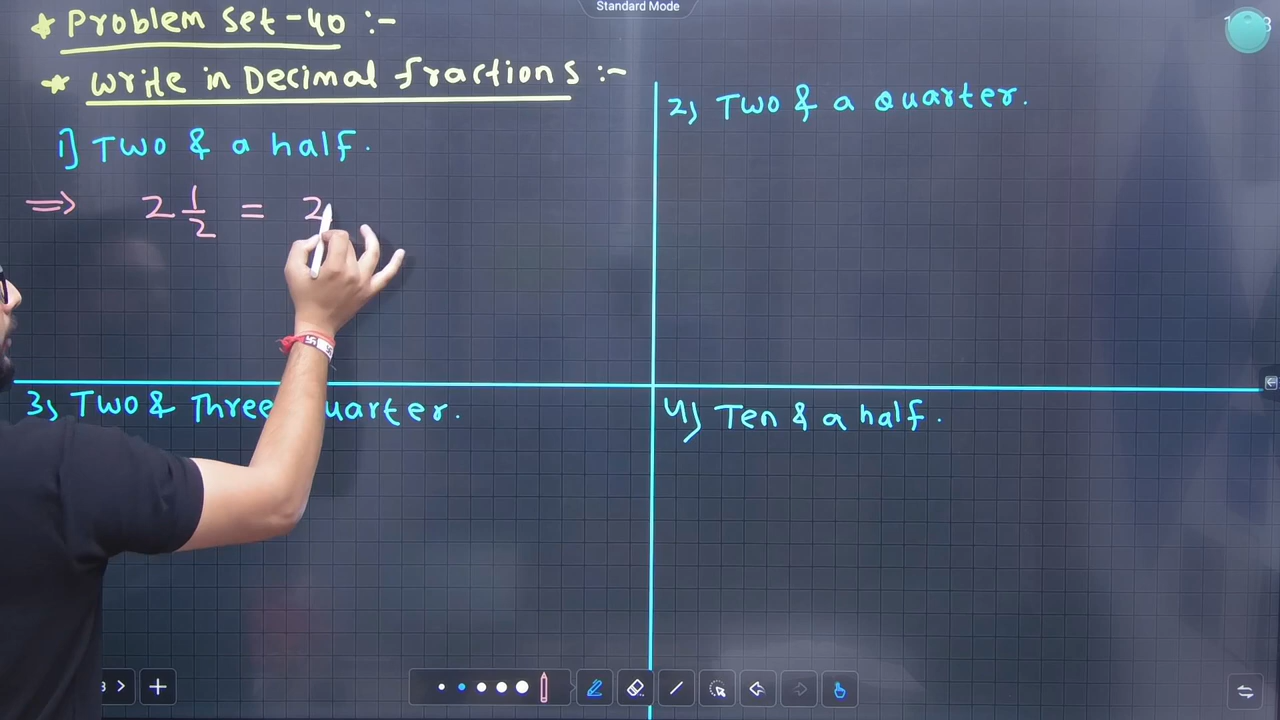 Standard Mode
* Problem Set-40 :-
* Write in Decimal fractions :-
1] Two & a half.
⇒ 2 1/2 = 2
2) Two & a Quarter.
3) Two & Three uarter.
4) Ten & a half.